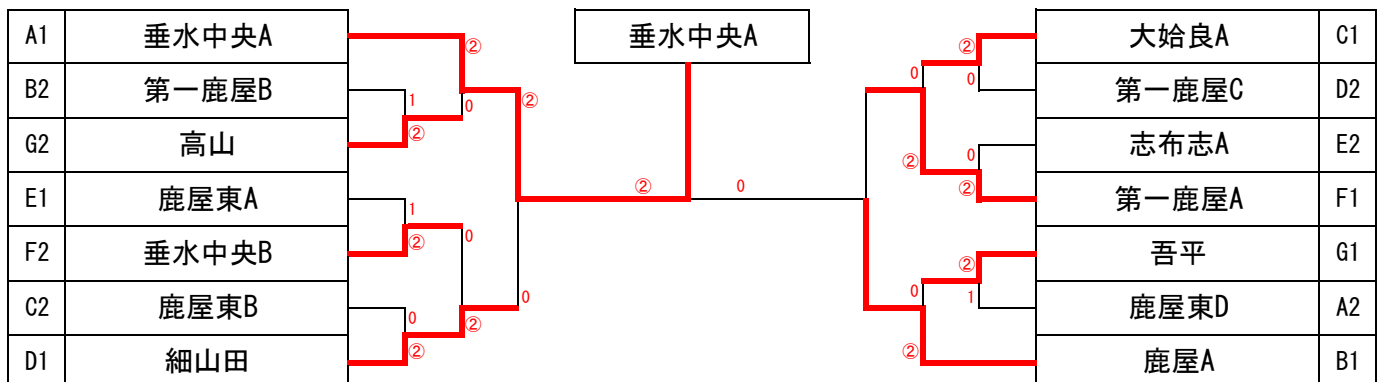 A1 垂水中央A ② 垂水中央A ② 大姶良A C1
0 0
B2 第一鹿屋B 1 0 ② 第一鹿屋C D2
G2 高山 ② 0 志布志A E2
② ②
E1 鹿屋東A ② 0 第一鹿屋A F1
1 0
F2 垂水中央B ② ② 吾平 G1
C2 鹿屋東B 0 0 0 1 鹿屋東D A2
②
D1 細山田 ② ② 鹿屋A B1